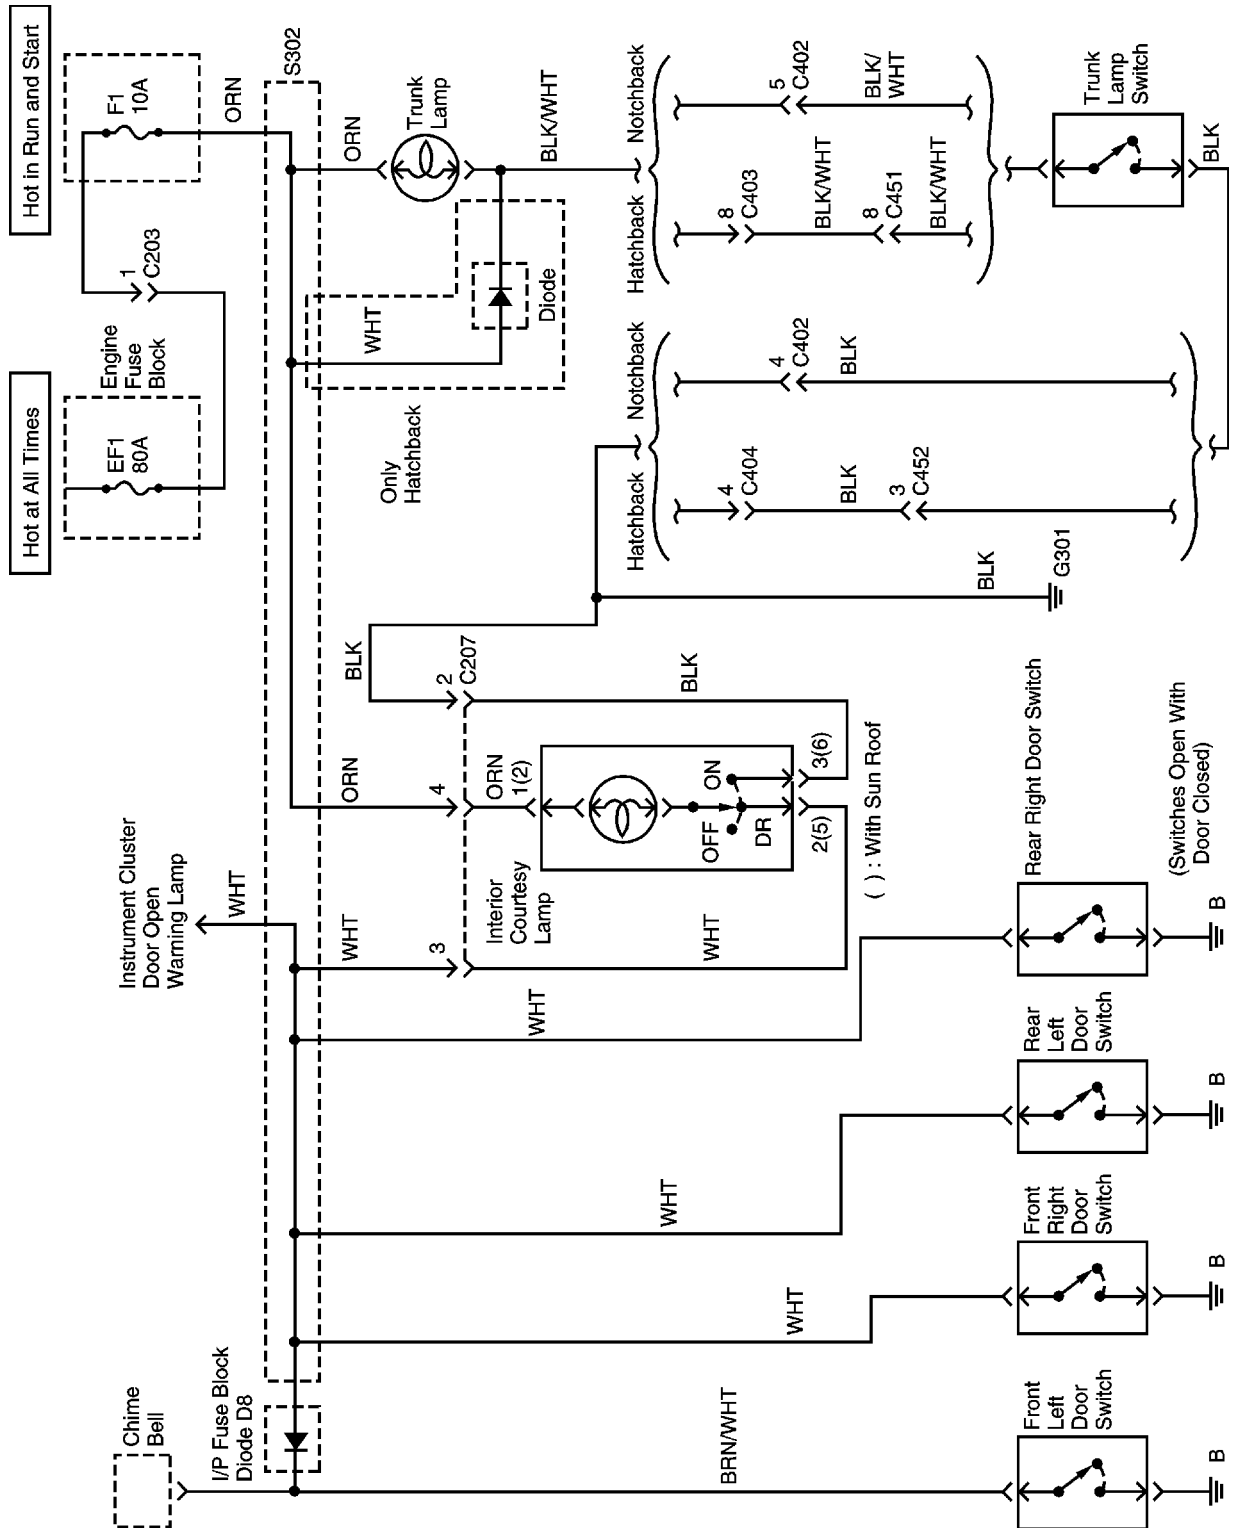 Hot at All Times
Hot in Run and Start
EF1
80A
Engine
Fuse
Block
1
C203
F1
10A
ORN
S302
Chime
Bell
I/P Fuse Block
Diode D8
Instrument Cluster
Door Open
Warning Lamp
WHT
WHT
3
ORN
4
BLK
2
C207
Only
Hatchback
WHT
Diode
ORN
Trunk
Lamp
BLK/WHT
WHT
Interior
Courtesy
Lamp
ORN
1(2)
OFF
ON
DR
2(5)
3(6)
WHT
BLK
( ) : With Sun Roof
Hatchback
Notchback
4
C404
BLK
3
C452
4
C402
BLK
Hatchback
Notchback
8
C403
BLK/WHT
8
C451
BLK/WHT
5
C402
BLK/
WHT
BRN/WHT
WHT
WHT
BLK
G301
Front
Left
Door
Switch
Front
Right
Door
Switch
Rear
Left
Door
Switch
Rear Right Door Switch
Trunk
Lamp
Switch
BLK
(Switches Open With
Door Closed)
B
B
B
B